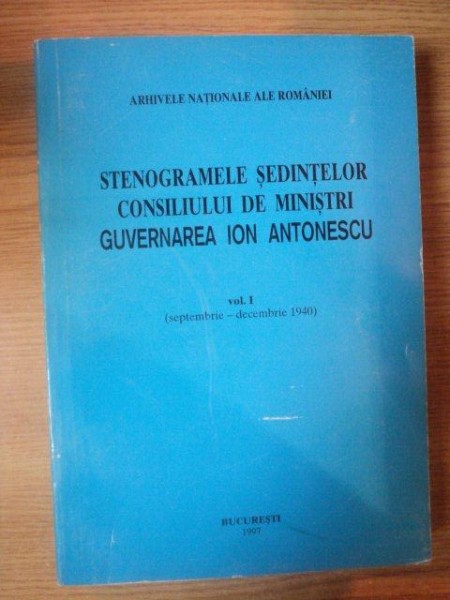 ARHIVELE NAȚIONALE ALE ROMÂNIEI
STENOGRAMELE ȘEDINȚELOR
CONSILIULUI DE MINIȘTRI
GUVERNAREA ION ANTONESCU
vol. I
(septembrie – decembrie 1940)
BUCUREȘTI
1997